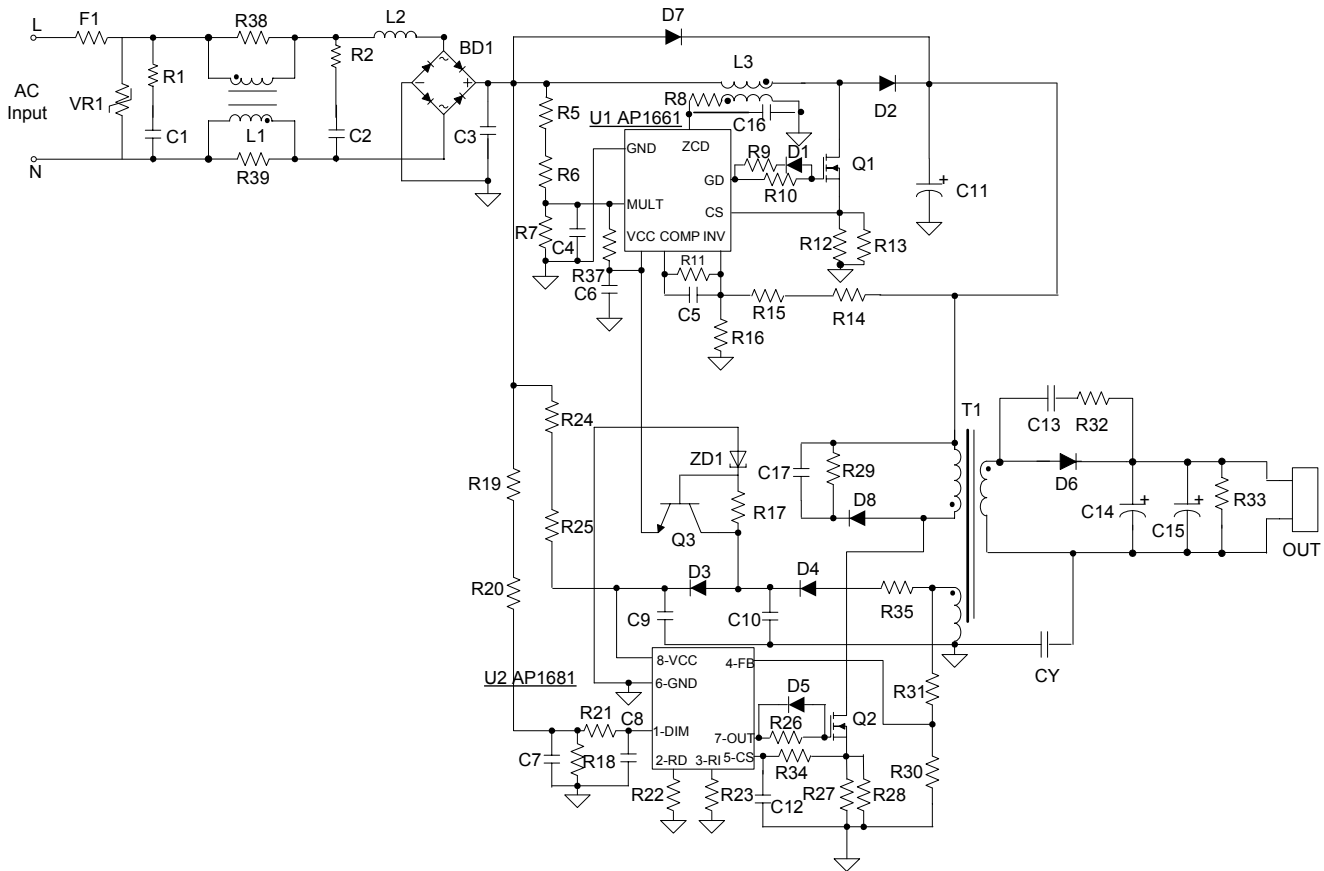 D7
F1
L
R38
L2
R2
BD1
L3
R1
AC
Input
VR1
R8
D2
U1 AP1661
C16
R5
C1
L1
C2
C3
GND
ZCD
R9
D1
Q1
R6
GD
R10
C11
N
R39
MULT
CS
R7
C4
VCC
COMP
INV
R12
R13
R37
R11
C6
C5
R15
R14
R16
T1
R24
C13
R32
ZD1
C17
R29
D6
R19
R17
D8
C14
C15
R33
R25
Q3
OUT
D3
D4
R20
R35
C9
C10
8-VCC
4-FB
CY
U2 AP1681
6-GND
D5
R31
R21
C8
Q2
1-DIM
R26
7-OUT
C7
R18
2-RD
3-RI
5-CS
R34
R30
R22
R23
C12
R27
R28